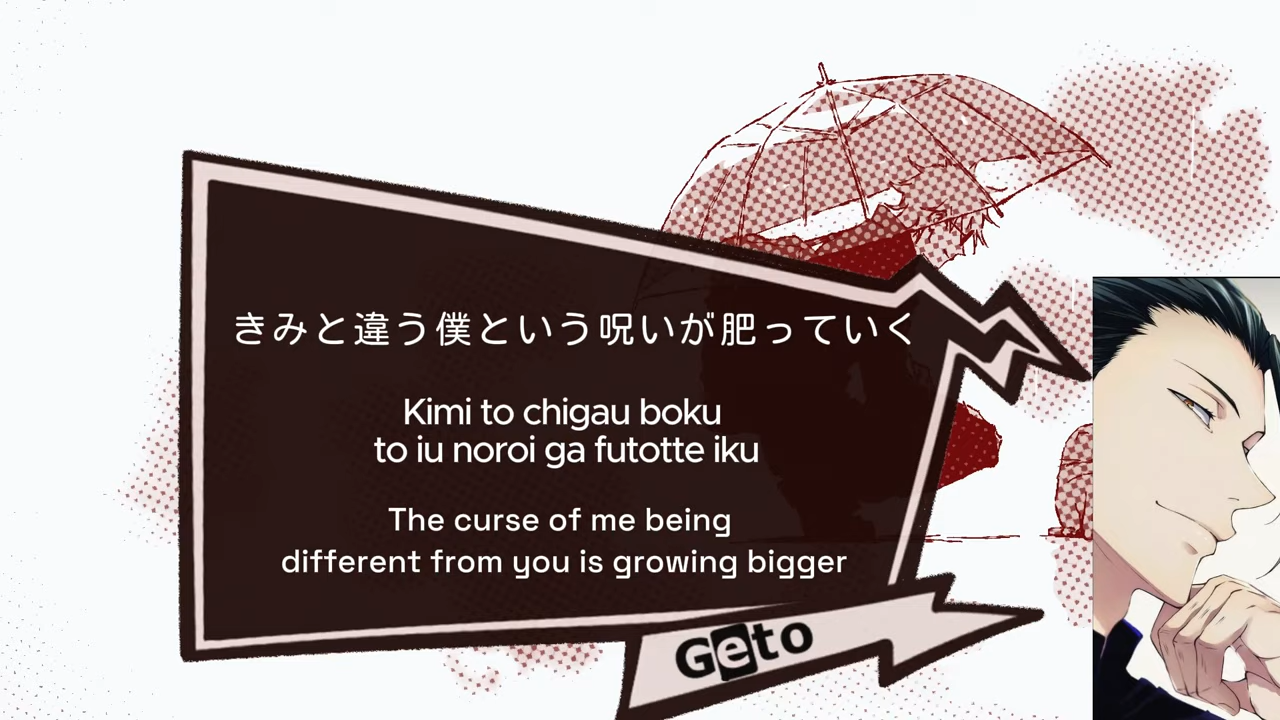 きみと違う僕という呪いが肥っていく
Kimi to chigau boku
to iu noroi ga futotte iku
The curse of me being
different from you is growing bigger
Geto